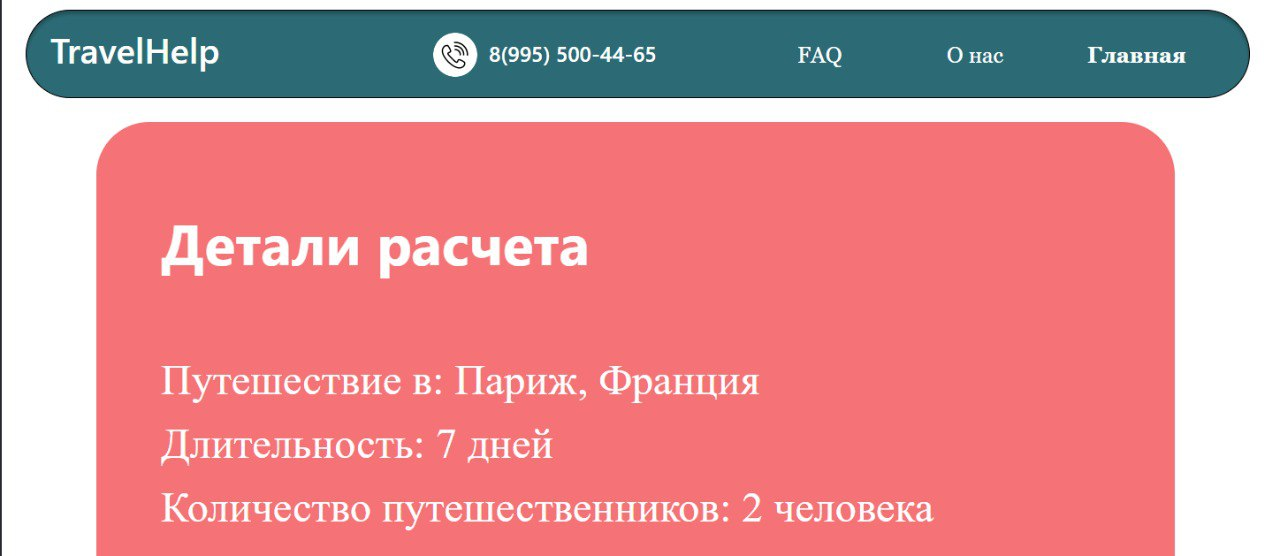 TravelHelp 8(995) 500-44-65 FAQ О нас Главная
Детали расчета
Путешествие в: Париж, Франция
Длительность: 7 дней
Количество путешественников: 2 человека